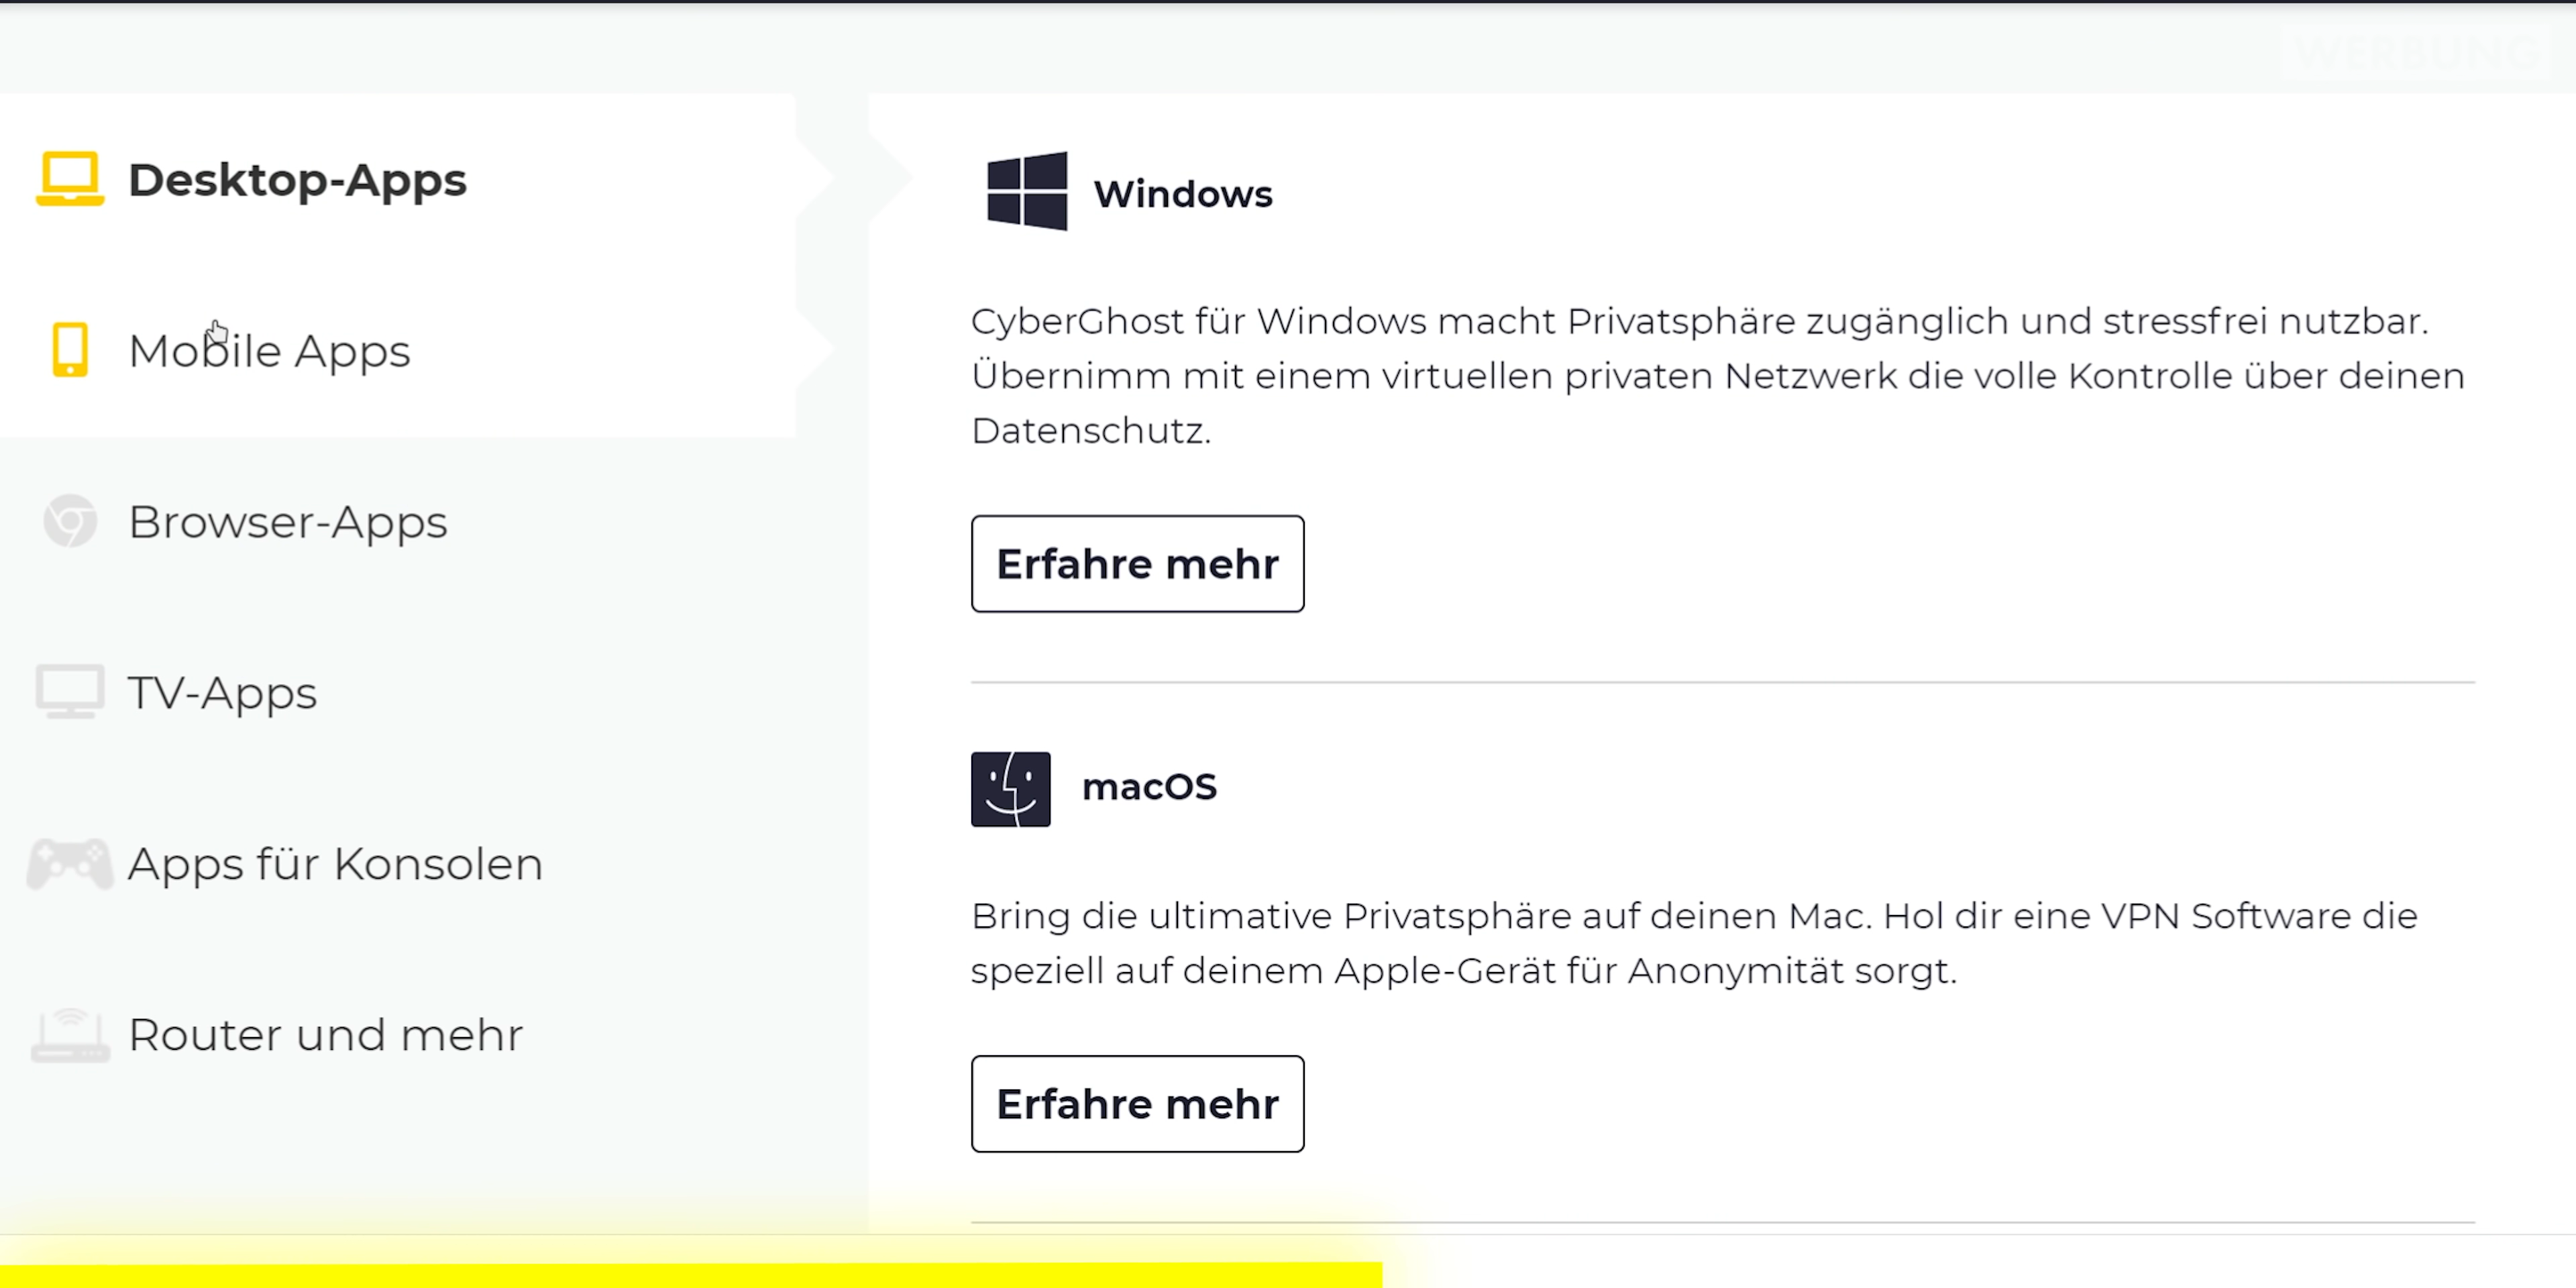 WERBUNG
Desktop-Apps
Mobile Apps
Browser-Apps
TV-Apps
Apps für Konsolen
Router und mehr
Windows
CyberGhost für Windows macht Privatsphäre zugänglich und stressfrei nutzbar.
Übernimm mit einem virtuellen privaten Netzwerk die volle Kontrolle über deinen
Datenschutz.
Erfahre mehr
macOS
Bring die ultimative Privatsphäre auf deinen Mac. Hol dir eine VPN Software die
speziell auf deinem Apple-Gerät für Anonymität sorgt.
Erfahre mehr